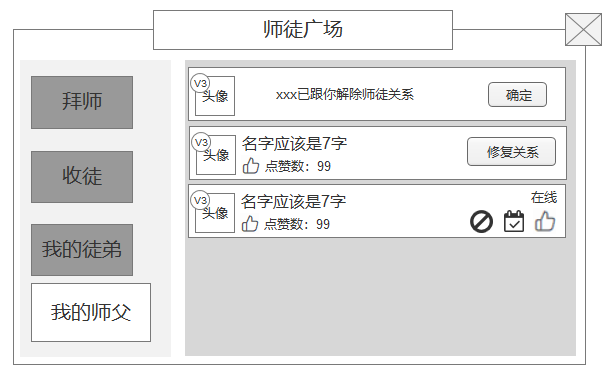 师徒广场
拜师
收徒
我的徒弟
我的师父
V3
头像
xxx已跟你解除师徒关系
确定
V3
头像
名字应该是7字
点赞数：99
修复关系
V3
头像
名字应该是7字
点赞数：99
在线